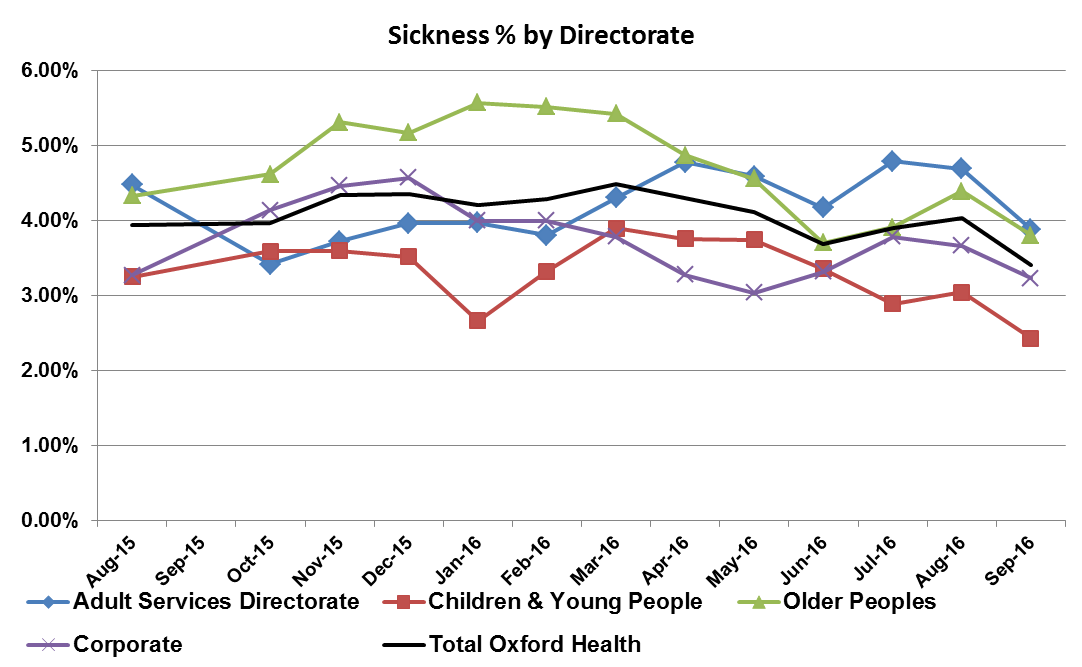 Sickness % by Directorate
6.00%
5.00%
4.00%
3.00%
2.00%
1.00%
0.00%
Aug-15 Sep-15 Oct-15 Nov-15 Dec-15 Jan-16 Feb-16 Mar-16 Apr-16 May-16 Jun-16 Jul-16 Aug-16 Sep-16
Adult Services Directorate Children & Young People Older Peoples
Corporate Total Oxford Health